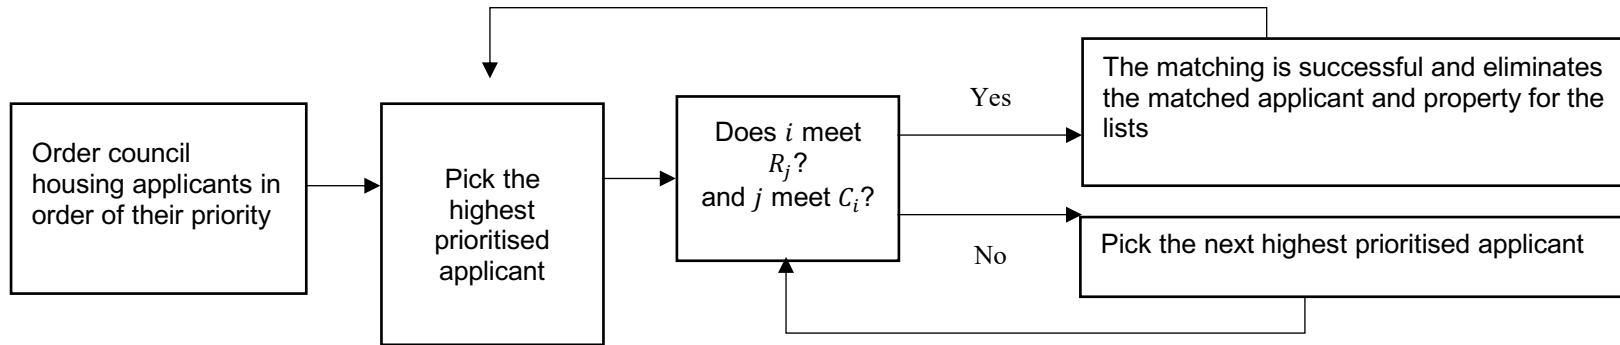 Order council
housing applicants in
order of their priority
Pick the
highest
prioritised
applicant
Does 𝑖 meet
𝑅𝑗?
and 𝑗 meet 𝐶𝑖?
Yes
No
The matching is successful and eliminates
the matched applicant and property for the
lists
Pick the next highest prioritised applicant